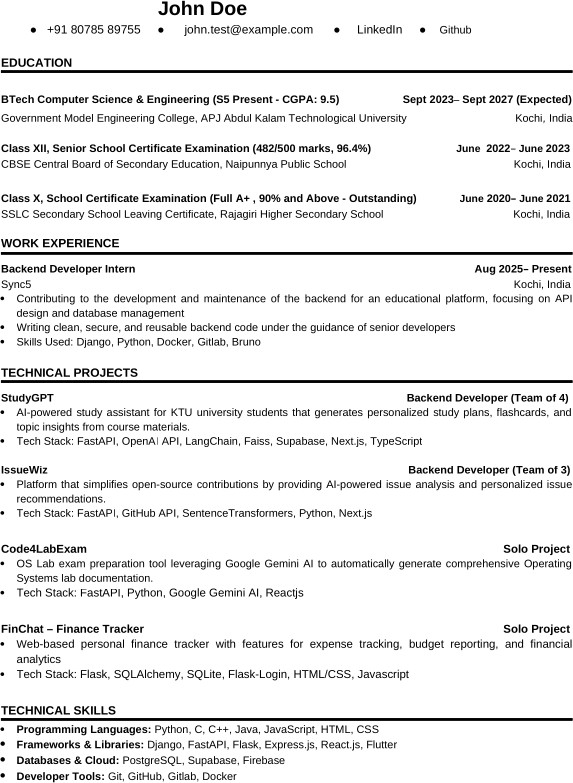 John Doe
● +91 80785 89755 ● john.test@example.com ● LinkedIn ● Github
EDUCATION
BTech Computer Science & Engineering (S5 Present - CGPA: 9.5) Sept 2023– Sept 2027 (Expected)
Government Model Engineering College, APJ Abdul Kalam Technological University Kochi, India
Class XII, Senior School Certificate Examination (482/500 marks, 96.4%) June 2022– June 2023
CBSE Central Board of Secondary Education, Naipunnya Public School Kochi, India
Class X, School Certificate Examination (Full A+ , 90% and Above - Outstanding) June 2020– June 2021
SSLC Secondary School Leaving Certificate, Rajagiri Higher Secondary School Kochi, India
WORK EXPERIENCE
Backend Developer Intern Aug 2025– Present
Sync5 Kochi, India
• Contributing to the development and maintenance of the backend for an educational platform, focusing on API
design and database management
• Writing clean, secure, and reusable backend code under the guidance of senior developers
• Skills Used: Django, Python, Docker, Gitlab, Bruno
TECHNICAL PROJECTS
StudyGPT Backend Developer (Team of 4)
• AI-powered study assistant for KTU university students that generates personalized study plans, flashcards, and
topic insights from course materials.
• Tech Stack: FastAPI, OpenAI API, LangChain, Faiss, Supabase, Next.js, TypeScript
IssueWiz Backend Developer (Team of 3)
• Platform that simplifies open-source contributions by providing AI-powered issue analysis and personalized issue
recommendations.
• Tech Stack: FastAPI, GitHub API, SentenceTransformers, Python, Next.js
Code4LabExam Solo Project
• OS Lab exam preparation tool leveraging Google Gemini AI to automatically generate comprehensive Operating
Systems lab documentation.
• Tech Stack: FastAPI, Python, Google Gemini AI, Reactjs
FinChat – Finance Tracker Solo Project
• Web-based personal finance tracker with features for expense tracking, budget reporting, and financial
analytics
• Tech Stack: Flask, SQLAlchemy, SQLite, Flask-Login, HTML/CSS, Javascript
TECHNICAL SKILLS
• Programming Languages: Python, C, C++, Java, JavaScript, HTML, CSS
• Frameworks & Libraries: Django, FastAPI, Flask, Express.js, React.js, Flutter
• Databases & Cloud: PostgreSQL, Supabase, Firebase
• Developer Tools: Git, GitHub, Gitlab, Docker